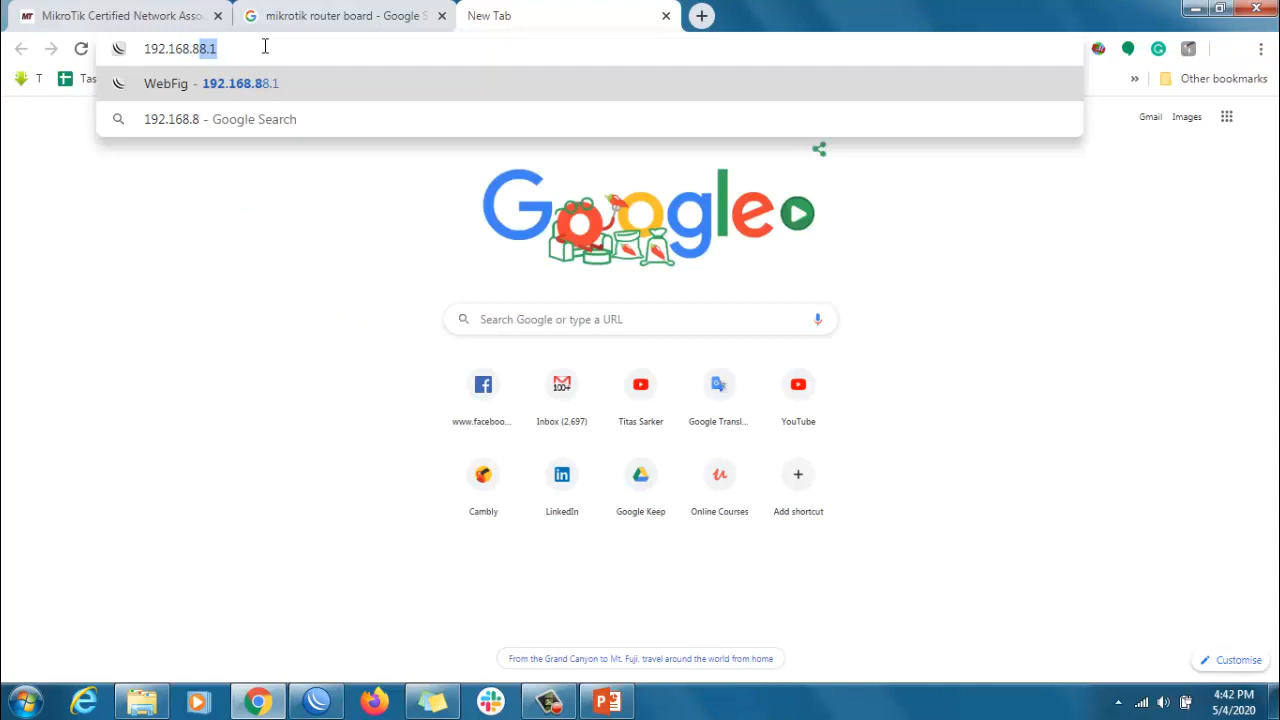 MikroTik Certified Network Asso
mikrotik router board - Google S
New Tab
192.168.88.1
T
Tas
Other bookmarks
WebFig - 192.168.88.1
192.168.8 - Google Search
Gmail
Images
Google
Search Google or type a URL
www.faceboo...
Inbox (2,697)
Titas Sarker
Google Transl...
YouTube
100+
Cambly
LinkedIn
Google Keep
Online Courses
Add shortcut
From the Grand Canyon to Mt. Fuji, travel around the world from home
Customise
4:42 PM
5/4/2020